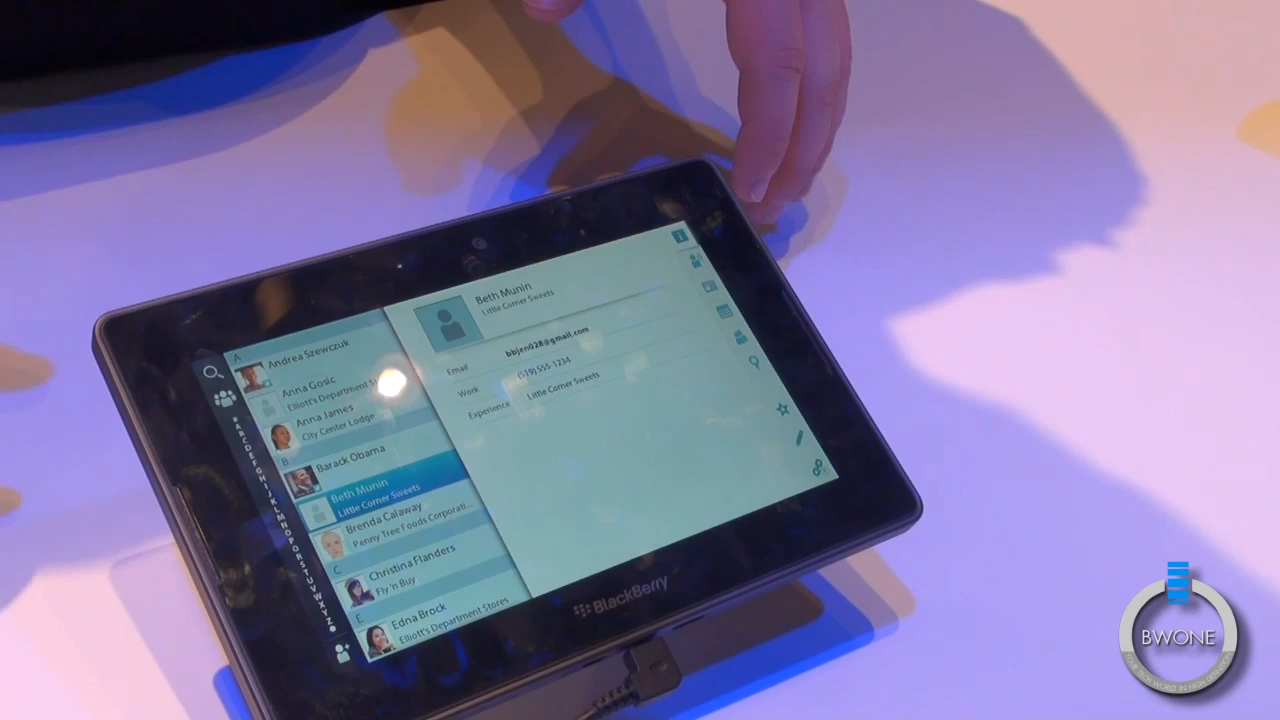 A
Andrea Szewczuk
Anna Gosic
Elliott's Department St
Anna James
City Center Lodge
B
Barack Obama
Beth Munin
Little Corner Sweets
Brenda Calaway
Penny Tree Foods Corporati...
C
Christina Flanders
Fly 'n Buy
E
Edna Brock
Elliott's Department Stores
A
B
C
D
E
F
G
H
I
J
K
L
M
N
O
P
Q
R
S
T
U
V
W
X
Y
Z
Beth Munin
Little Corner Sweets
Email bbjen028@gmail.com
Work (519) 555-1234
Experience Little Corner Sweets
BlackBerry
BWONE